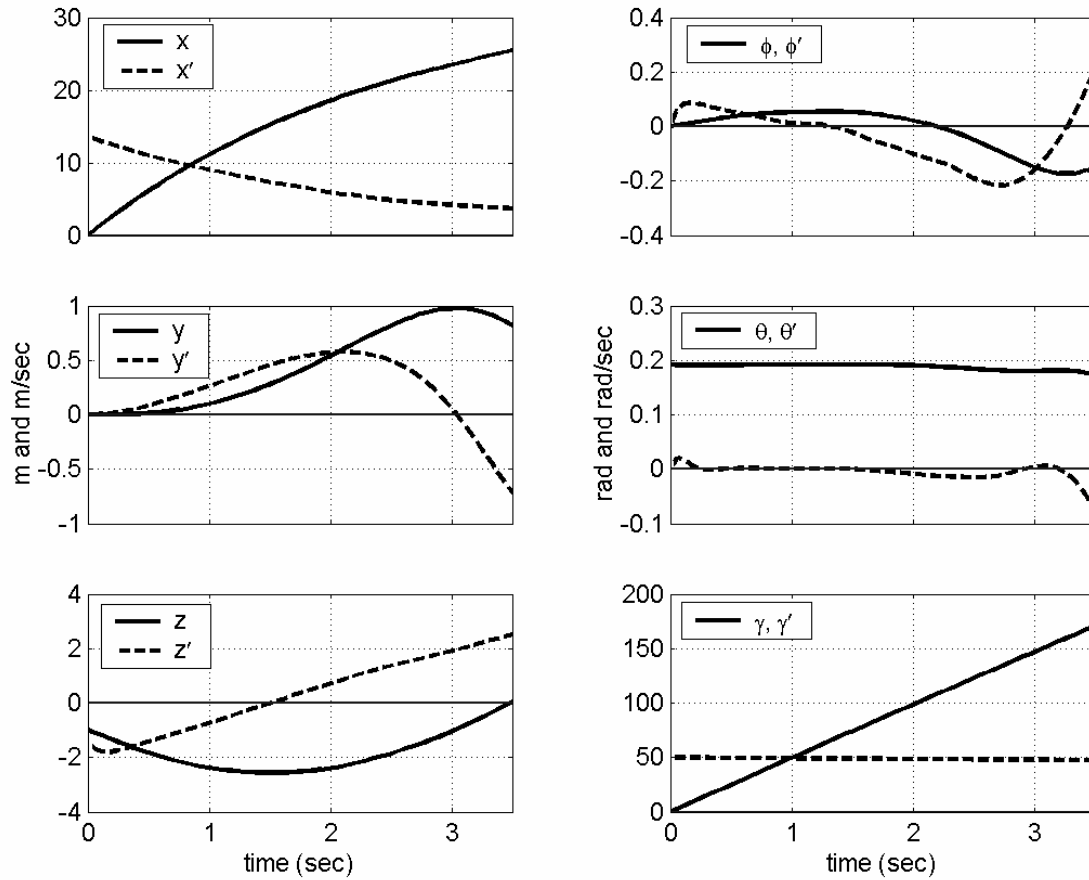 30
20
10
0
x
x′
0.4
0.2
0
-0.2
-0.4
ϕ, ϕ′
m and m/sec
1
0.5
0
-0.5
-1
y
y′
rad and rad/sec
0.3
0.2
0.1
0
-0.1
θ, θ′
4
2
0
-2
-4
z
z′
0 1 2 3
time (sec)
200
150
100
50
0
γ, γ′
0 1 2 3
time (sec)